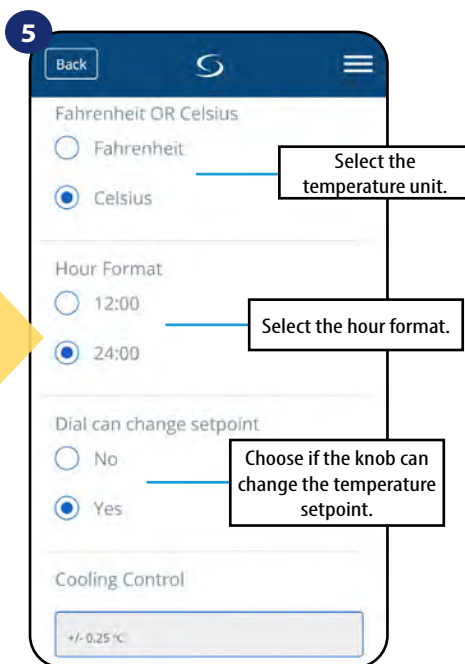 5
Back
Fahrenheit OR Celsius
Fahrenheit
Select the
temperature unit.
Celsius
Hour Format
12:00
Select the hour format.
24:00
Dial can change setpoint
No
Choose if the knob can
change the temperature
setpoint.
Yes
Cooling Control
+/- 0.25 °C